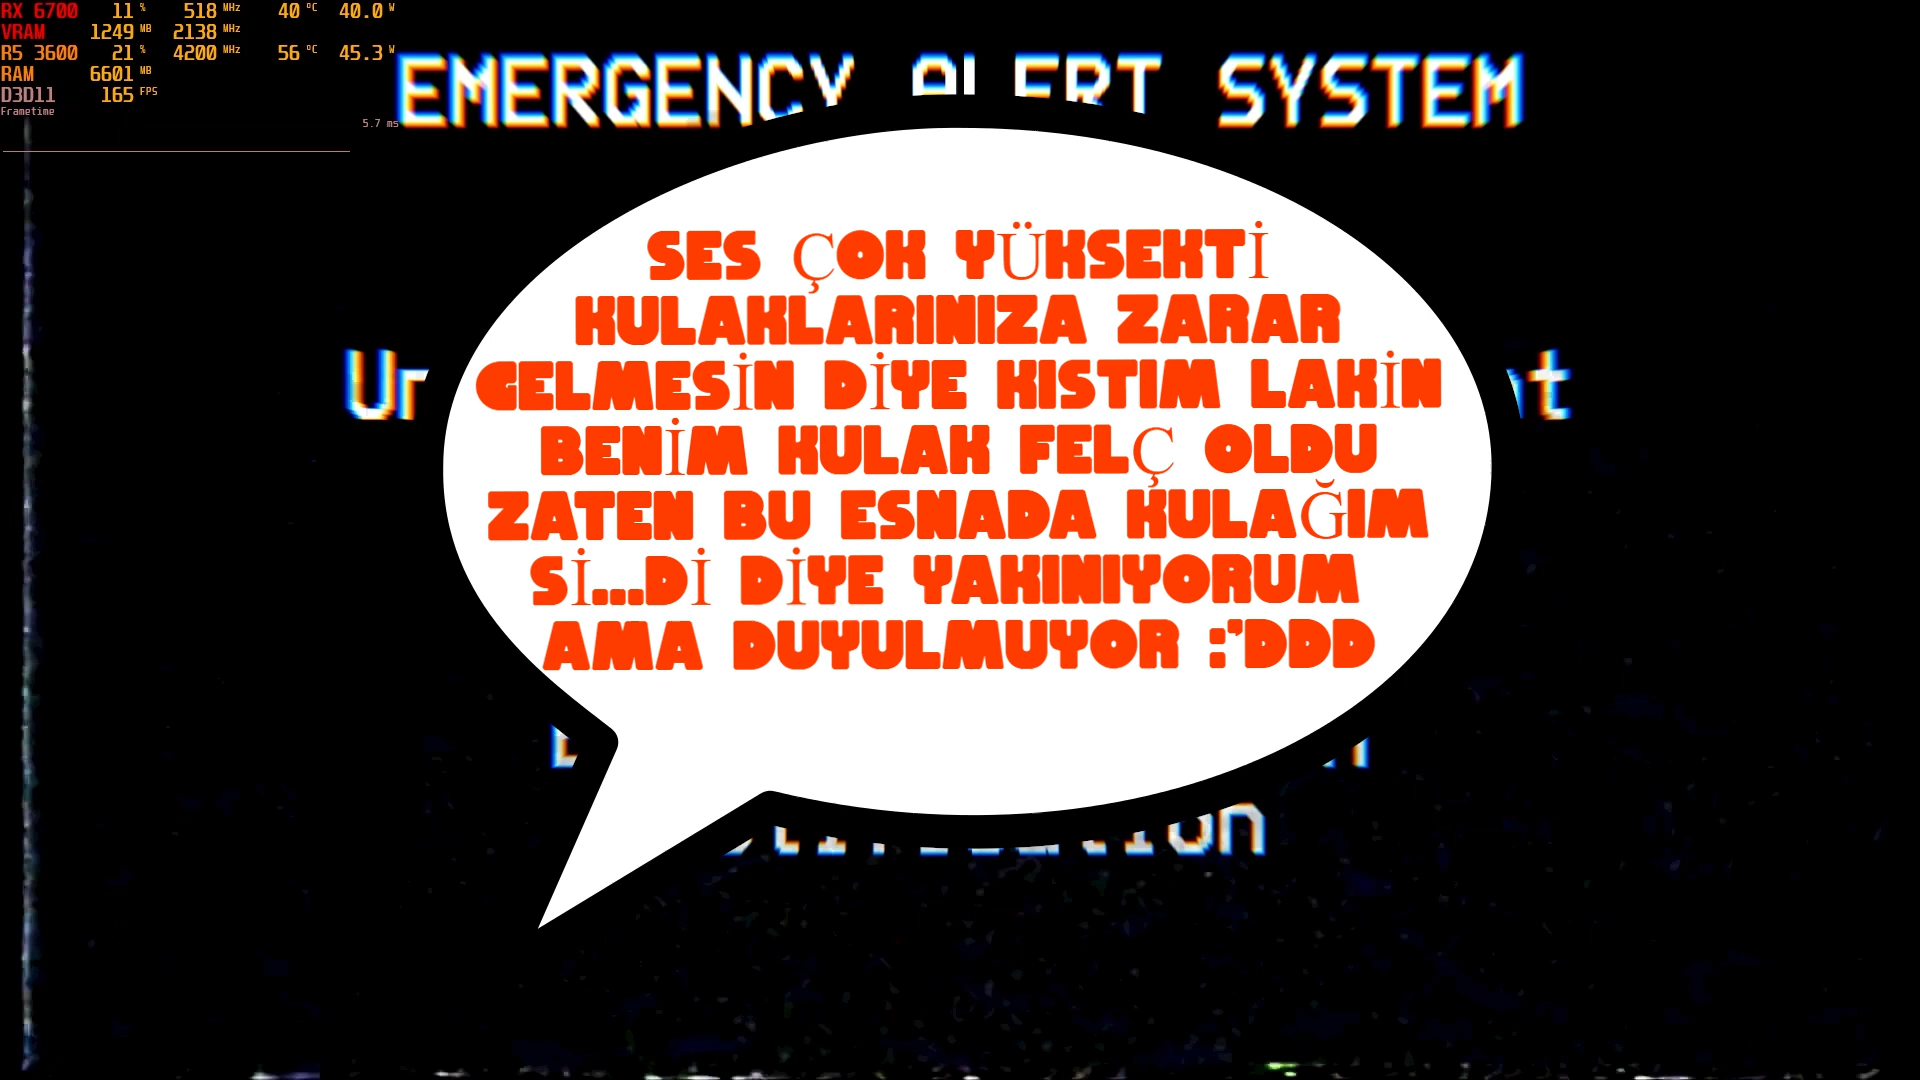 RX 6700 11 % 518 MHz 40 °C 40.0 W
VRAM 1249 MB 2138 MHz
R5 3600 21 % 4200 MHz 56 °C 45.3 W
RAM 6601 MB
D3D11 165 FPS
Frametime
5.7 ms
EMERGENCY ALERT SYSTEM
SES ÇOK YÜKSEKTİ
KULAKLARINIZA ZARAR
GELMESİN DİYE KISTIM LAKİN
BENİM KULAK FELÇ OLDU
ZATEN BU ESNADA KULAĞIM
Sİ...Dİ DİYE YAKINIYORUM
AMA DUYULMUYOR :'DDD